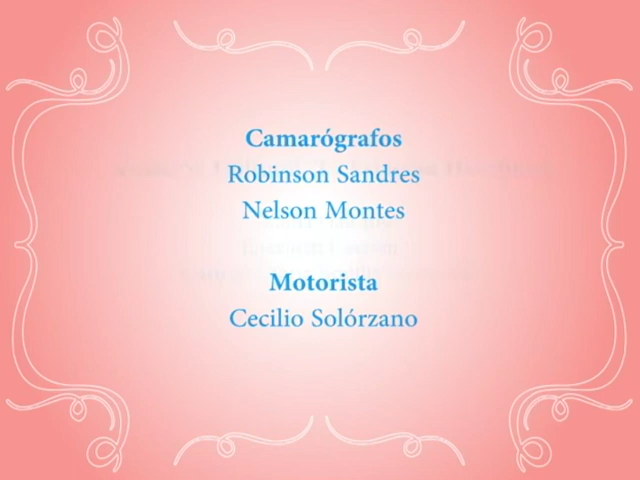 Camarógrafos
Robinson Sandres
Nelson Montes
Motorista
Cecilio Solórzano